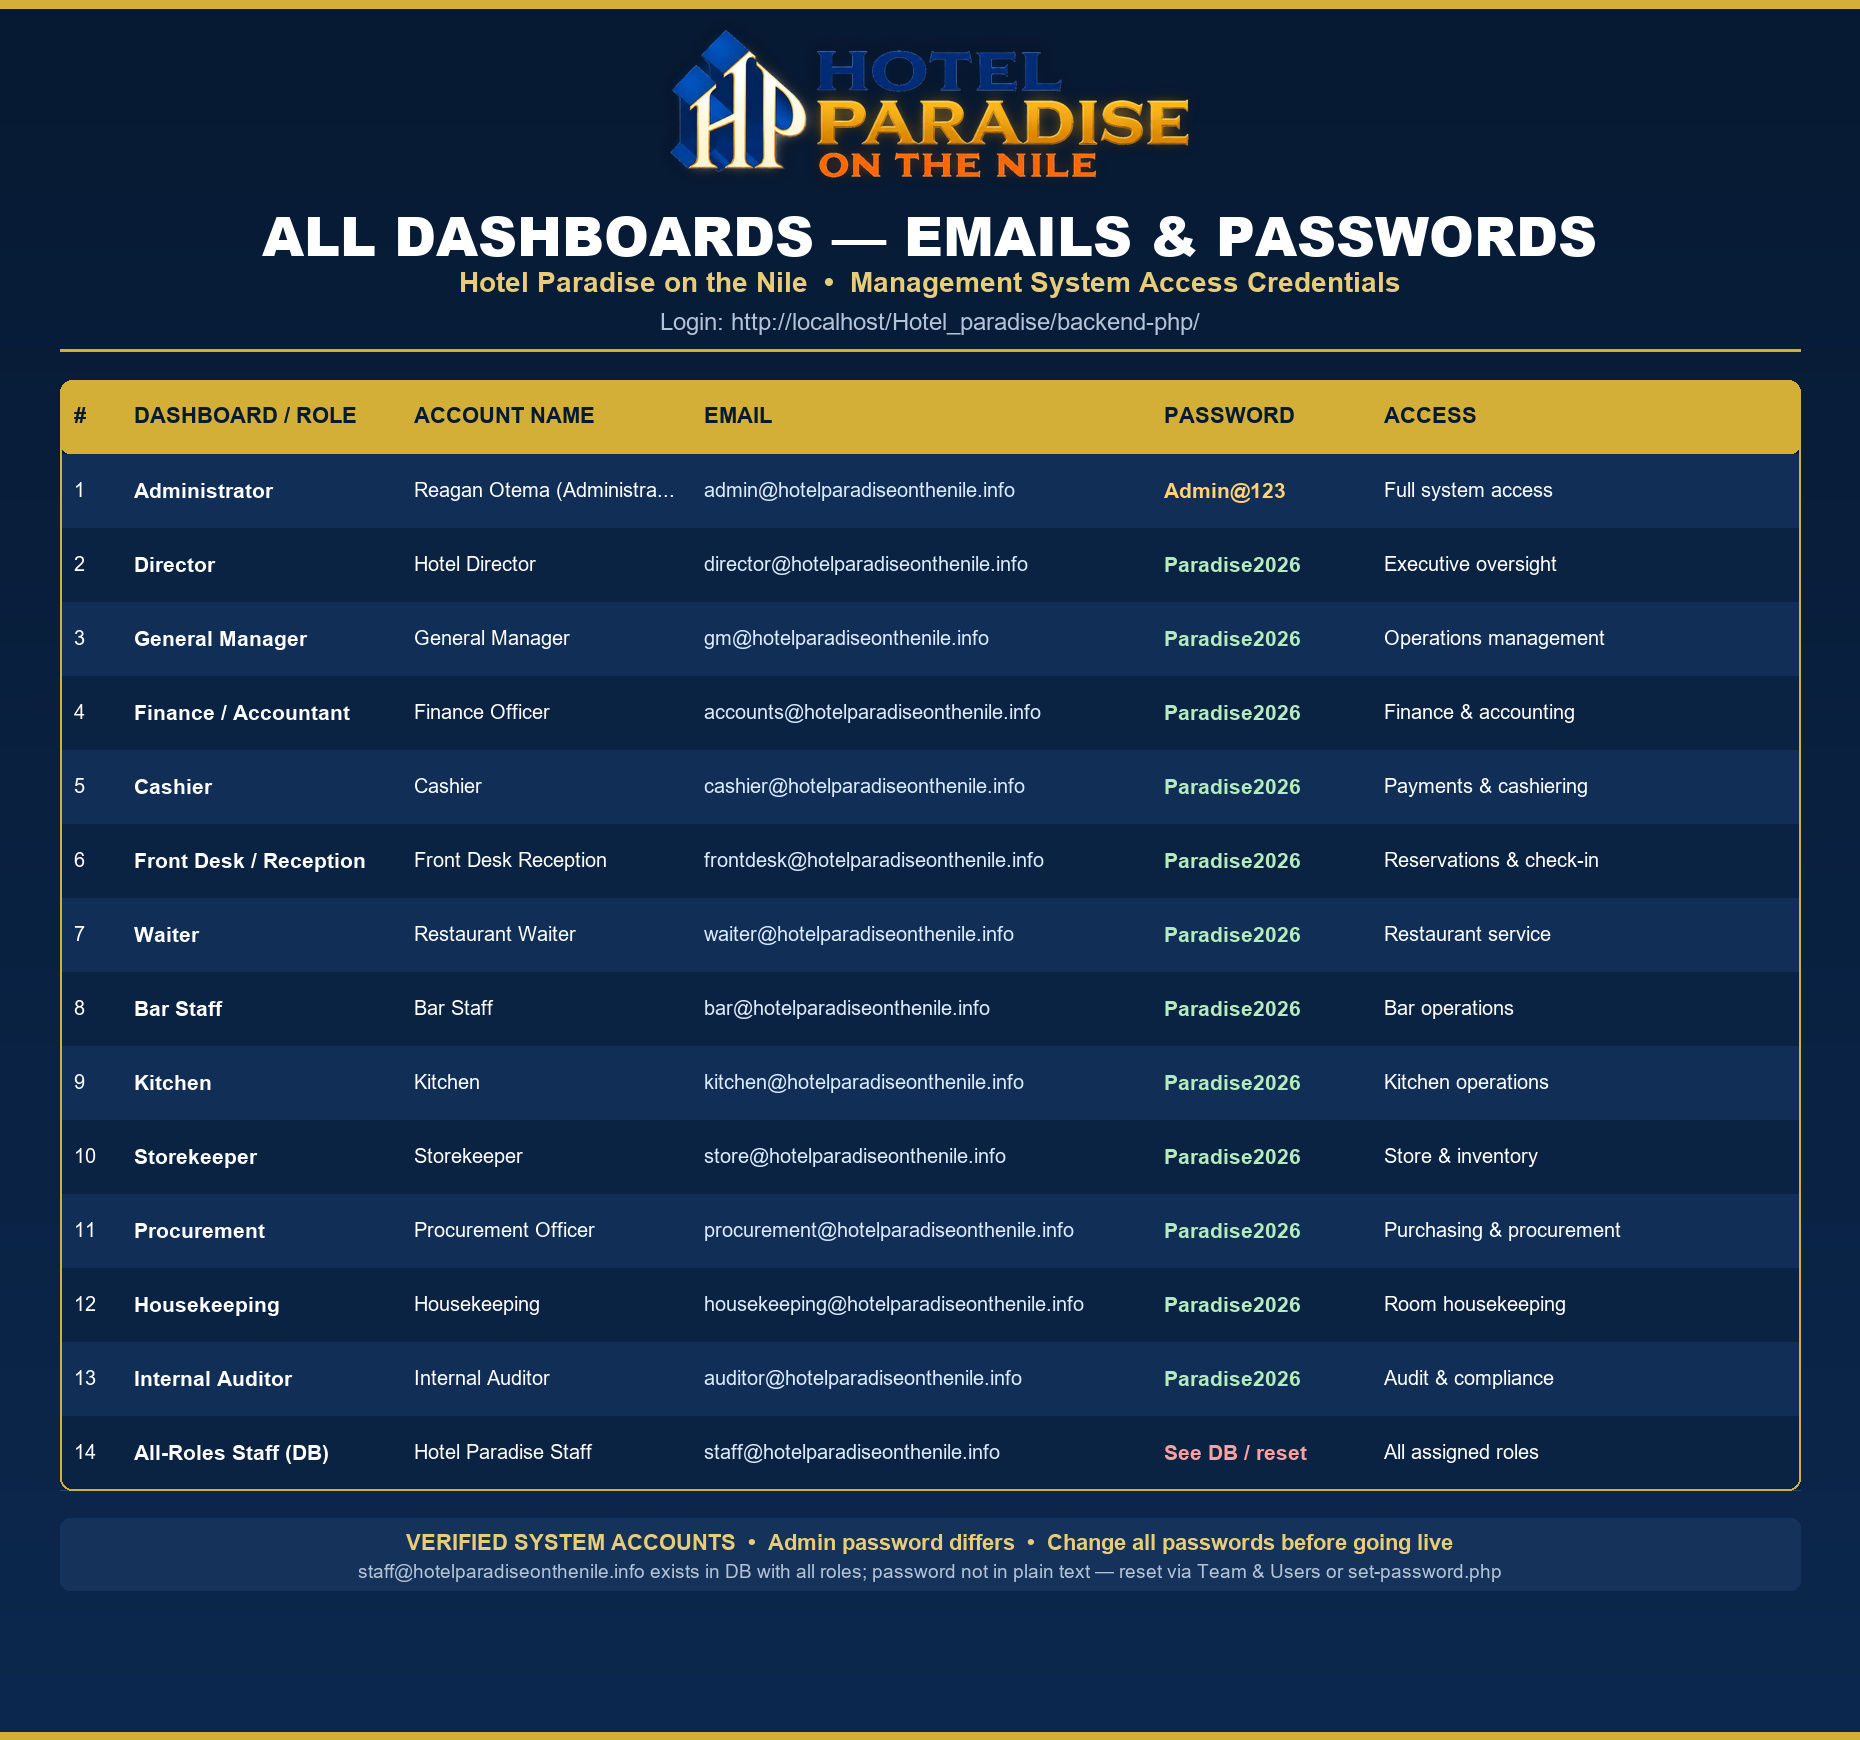 HP HOTEL
PARADISE
ON THE NILE
ALL DASHBOARDS — EMAILS & PASSWORDS
Hotel Paradise on the Nile • Management System Access Credentials
Login: http://localhost/Hotel_paradise/backend-php/
# DASHBOARD / ROLE ACCOUNT NAME EMAIL PASSWORD ACCESS
1 Administrator Reagan Otema (Administra... admin@hotelparadiseonthenile.info Admin@123 Full system access
2 Director Hotel Director director@hotelparadiseonthenile.info Paradise2026 Executive oversight
3 General Manager General Manager gm@hotelparadiseonthenile.info Paradise2026 Operations management
4 Finance / Accountant Finance Officer accounts@hotelparadiseonthenile.info Paradise2026 Finance & accounting
5 Cashier Cashier cashier@hotelparadiseonthenile.info Paradise2026 Payments & cashiering
6 Front Desk / Reception Front Desk Reception frontdesk@hotelparadiseonthenile.info Paradise2026 Reservations & check-in
7 Waiter Restaurant Waiter waiter@hotelparadiseonthenile.info Paradise2026 Restaurant service
8 Bar Staff Bar Staff bar@hotelparadiseonthenile.info Paradise2026 Bar operations
9 Kitchen Kitchen kitchen@hotelparadiseonthenile.info Paradise2026 Kitchen operations
10 Storekeeper Storekeeper store@hotelparadiseonthenile.info Paradise2026 Store & inventory
11 Procurement Procurement Officer procurement@hotelparadiseonthenile.info Paradise2026 Purchasing & procurement
12 Housekeeping Housekeeping housekeeping@hotelparadiseonthenile.info Paradise2026 Room housekeeping
13 Internal Auditor Internal Auditor auditor@hotelparadiseonthenile.info Paradise2026 Audit & compliance
14 All-Roles Staff (DB) Hotel Paradise Staff staff@hotelparadiseonthenile.info See DB / reset All assigned roles
VERIFIED SYSTEM ACCOUNTS • Admin password differs • Change all passwords before going live
staff@hotelparadiseonthenile.info exists in DB with all roles; password not in plain text — reset via Team & Users or set-password.php